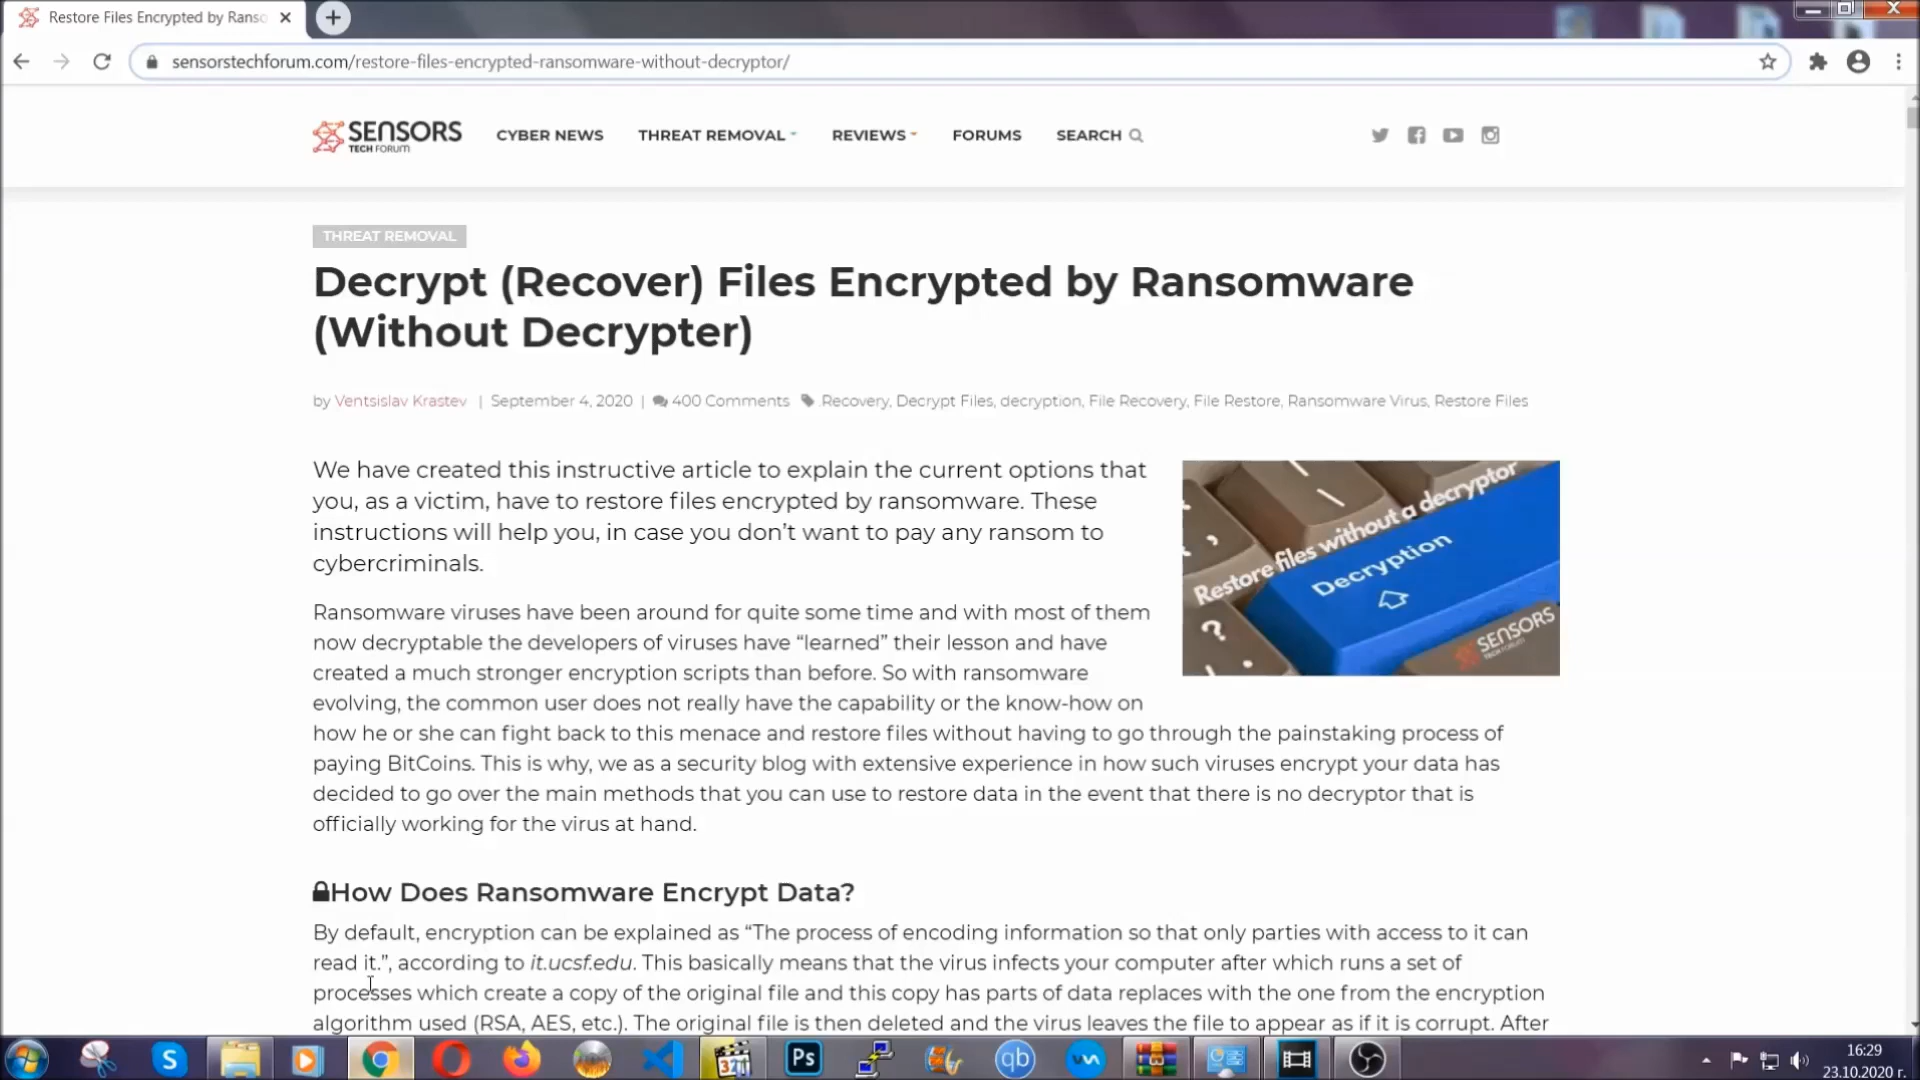 Restore Files Encrypted by Ranso
sensorstechforum.com/restore-files-encrypted-ransomware-without-decryptor/
SENSORS
TECH FORUM
CYBER NEWS THREAT REMOVAL REVIEWS FORUMS SEARCH
THREAT REMOVAL
Decrypt (Recover) Files Encrypted by Ransomware
(Without Decrypter)
by Ventsislav Krastev | September 4, 2020 | 400 Comments .Recovery, Decrypt Files, decryption, File Recovery, File Restore, Ransomware Virus, Restore Files
We have created this instructive article to explain the current options that
you, as a victim, have to restore files encrypted by ransomware. These
instructions will help you, in case you don’t want to pay any ransom to
cybercriminals.
Restore files without a decryptor
Decryption
SENSORS
TECH FORUM
Ransomware viruses have been around for quite some time and with most of them
now decryptable the developers of viruses have “learned” their lesson and have
created a much stronger encryption scripts than before. So with ransomware
evolving, the common user does not really have the capability or the know-how on
how he or she can fight back to this menace and restore files without having to go through the painstaking process of
paying BitCoins. This is why, we as a security blog with extensive experience in how such viruses encrypt your data has
decided to go over the main methods that you can use to restore data in the event that there is no decryptor that is
officially working for the virus at hand.
How Does Ransomware Encrypt Data?
By default, encryption can be explained as “The process of encoding information so that only parties with access to it can
read it.”, according to it.ucsf.edu. This basically means that the virus infects your computer after which runs a set of
processes which create a copy of the original file and this copy has parts of data replaces with the one from the encryption
algorithm used (RSA, AES, etc.). The original file is then deleted and the virus leaves the file to appear as if it is corrupt. After
S
321
Ps
qb
16:29
23.10.2020 г.